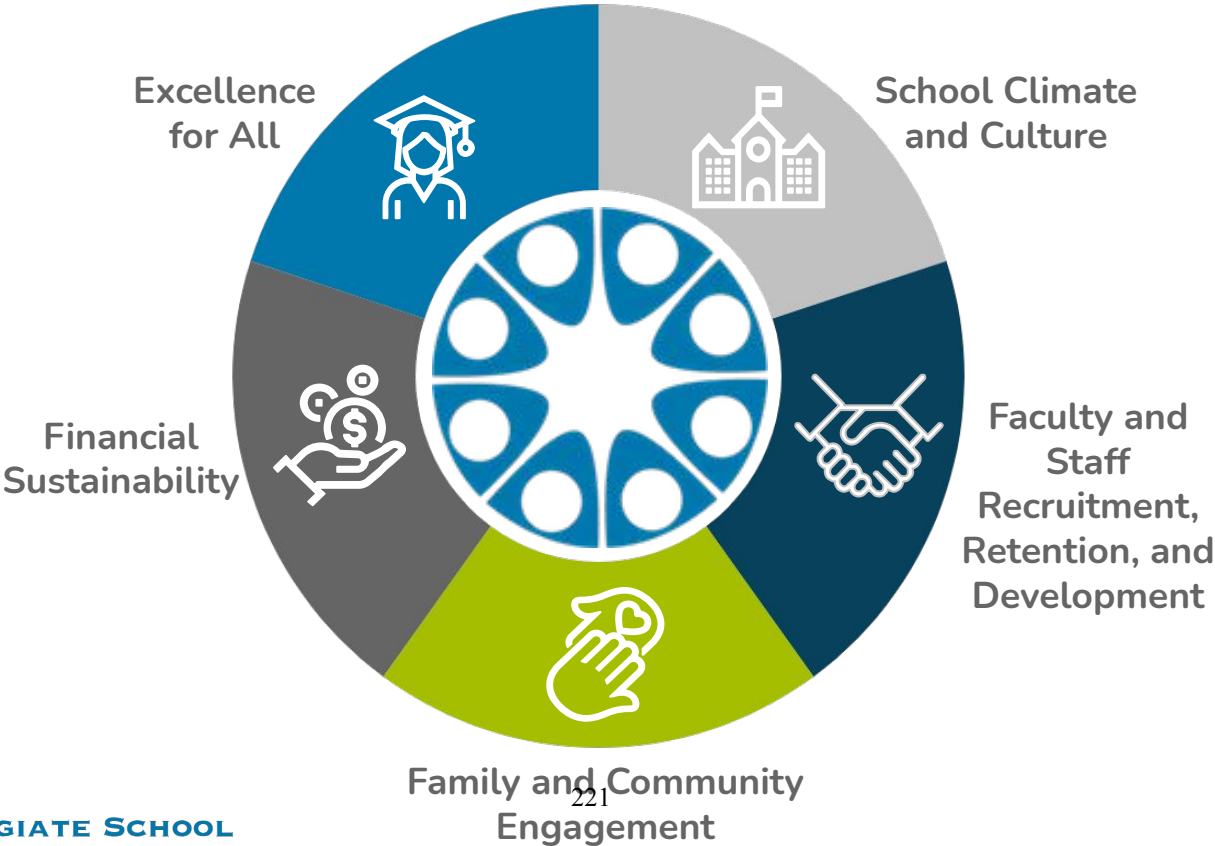 Excellence
for All
School Climate
and Culture
Financial
Sustainability
$
Faculty and
Staff
Recruitment,
Retention, and
Development
Family and Community
221
Engagement
GIATE SCHOOL